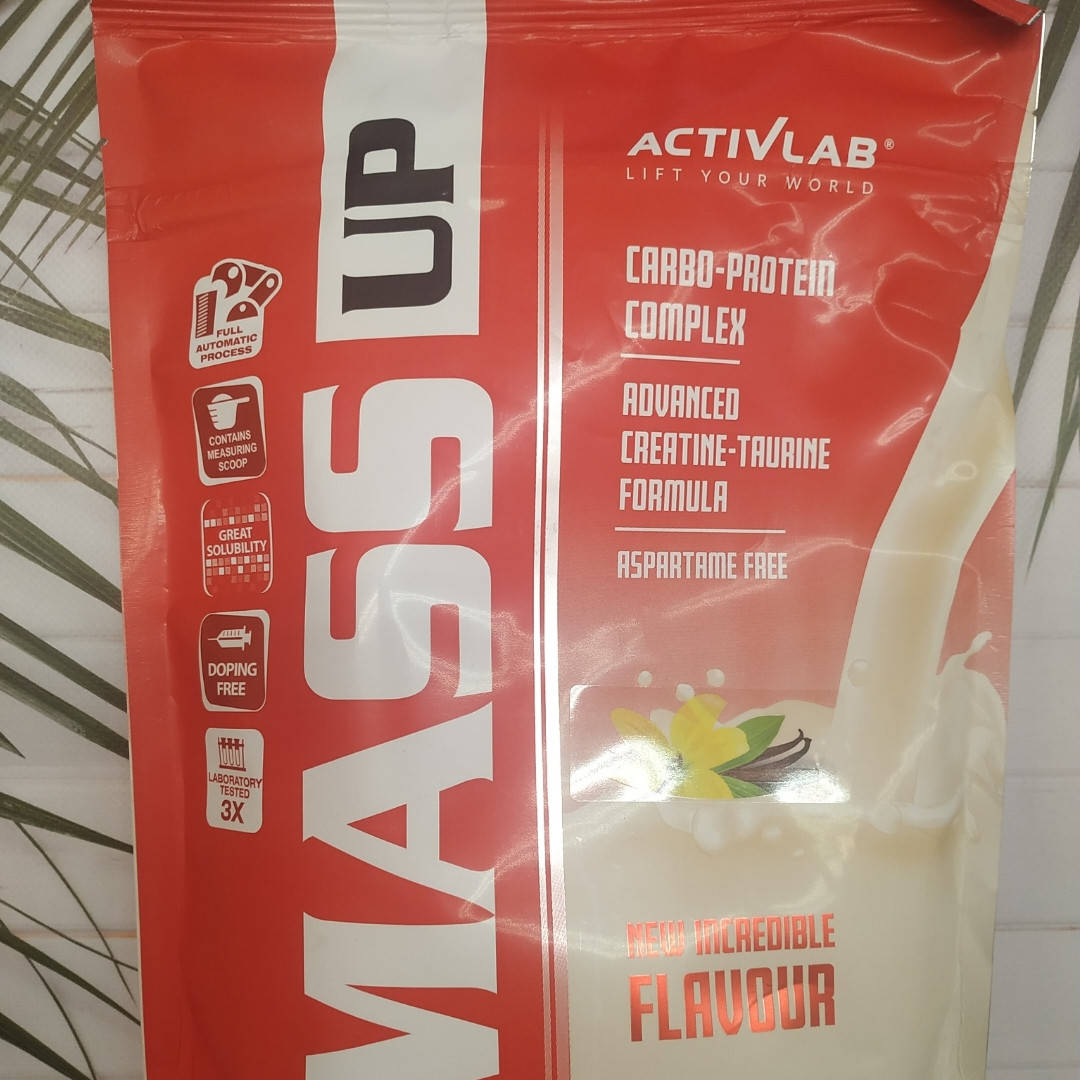 MASS UP
ACTIVLAB®
LIFT YOUR WORLD
CARBO-PROTEIN
COMPLEX
ADVANCED
CREATINE-TAURINE
FORMULA
ASPARTAME FREE
FULL
AUTOMATIC
PROCESS
CONTAINS
MEASURING
SCOOP
GREAT
SOLUBILITY
DOPING
FREE
LABORATORY
TESTED
3X
NEW INCREDIBLE
FLAVOUR